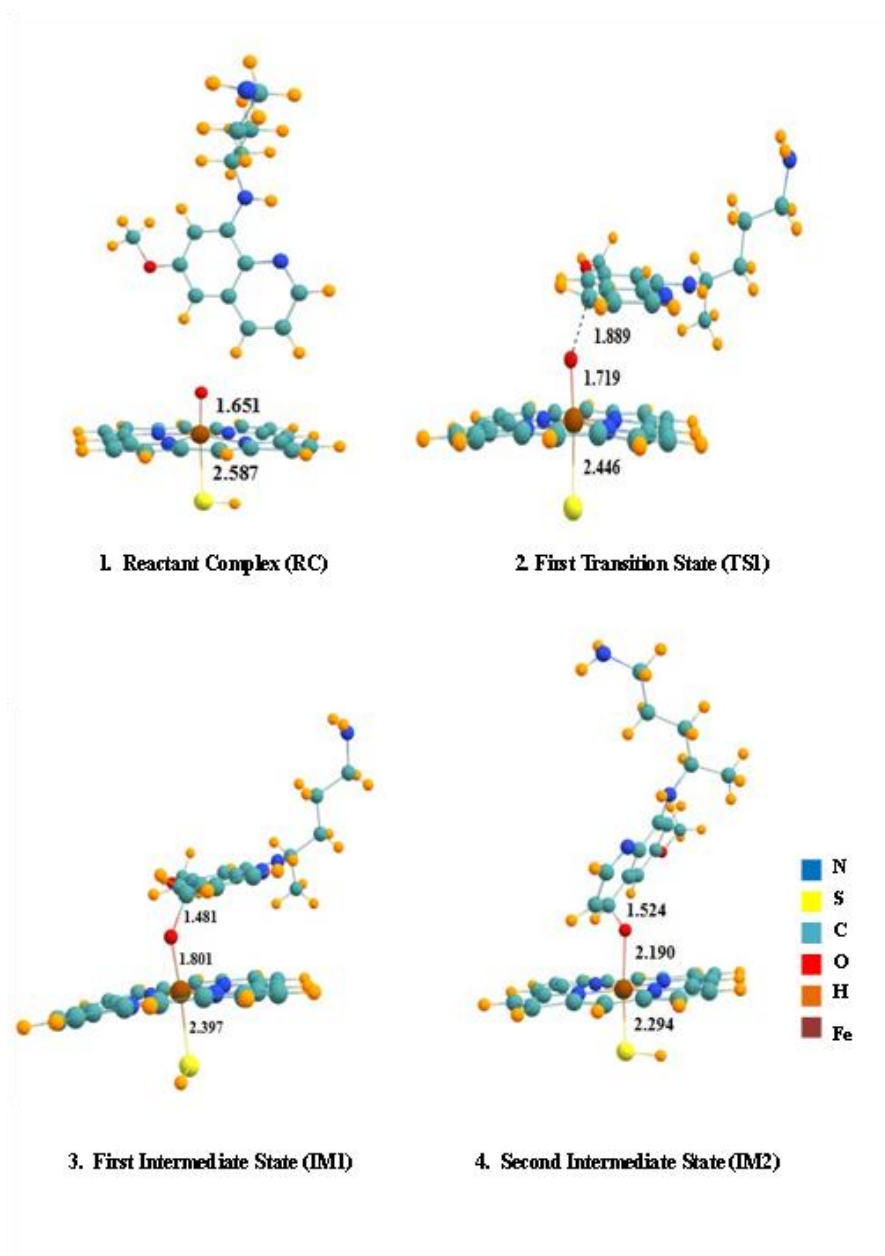 1.651
2.587
1.889
1.719
2.446
1. Reactant Complex (RC)
2. First Transition State (TS1)
1.481
1.801
2.397
1.524
2.190
2.294
N
S
C
O
H
Fe
3. First Intermediate State (IM1)
4. Second Intermediate State (IM2)